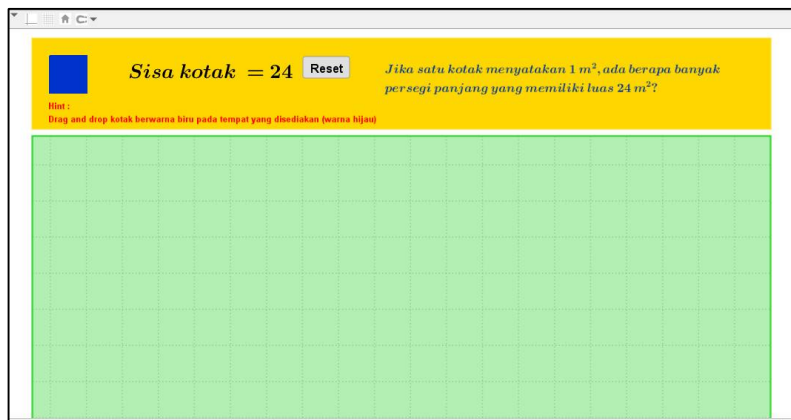 Sisa kotak = 24
Reset
Jika satu kotak menyatakan 1 m², ada berapa banyak
persegi panjang yang memiliki luas 24 m²?
Hint :
Drag and drop kotak berwarna biru pada tempat yang disediakan (warna hijau)